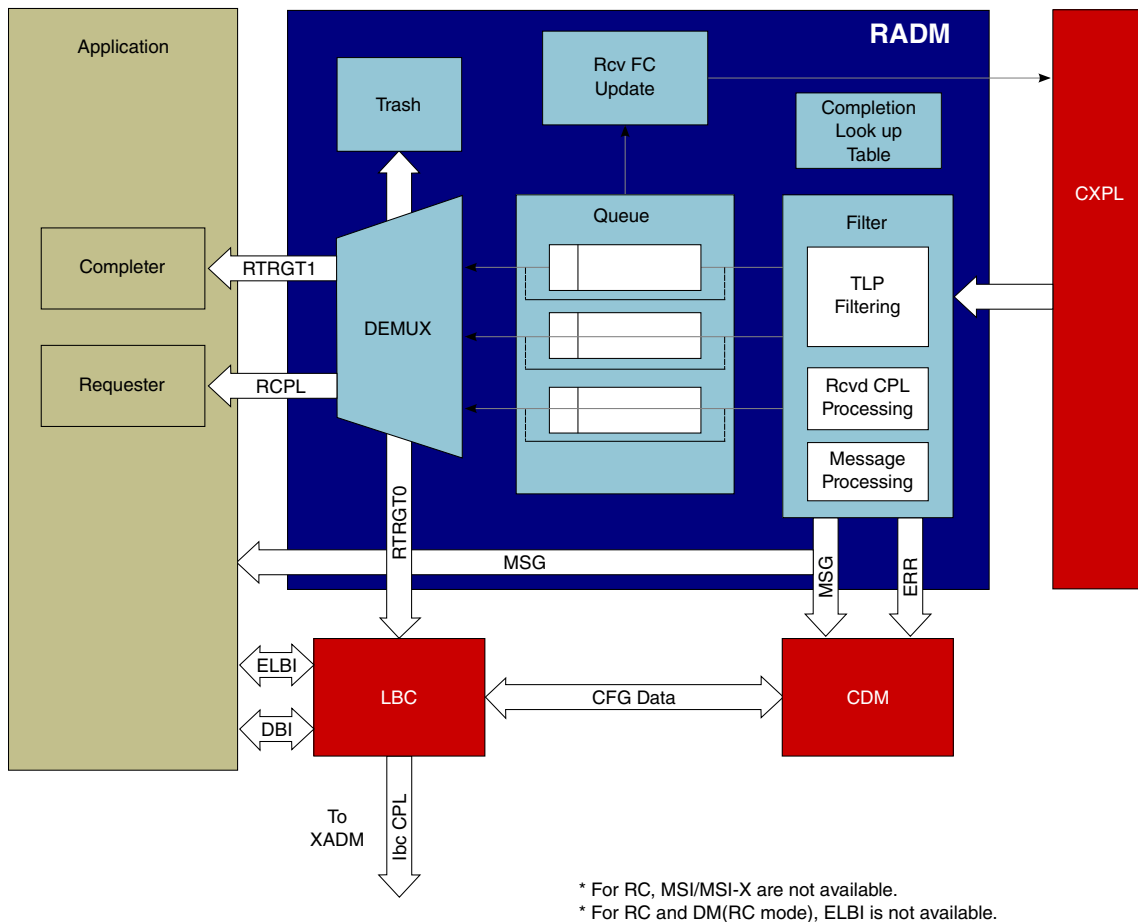 Application
RADM
Rcv FC
Update
Trash
Completion
Look up
Table
CXPL
Queue
Filter
Completer
RTRGT1
TLP
Filtering
DEMUX
Requester
RCPL
Rcvd CPL
Processing
Message
Processing
RTRGT0
MSG
MSG
ERR
ELBI
LBC
CFG Data
CDM
DBI
To
XADM
lbc CPL
* For RC, MSI/MSI-X are not available.
* For RC and DM(RC mode), ELBI is not available.